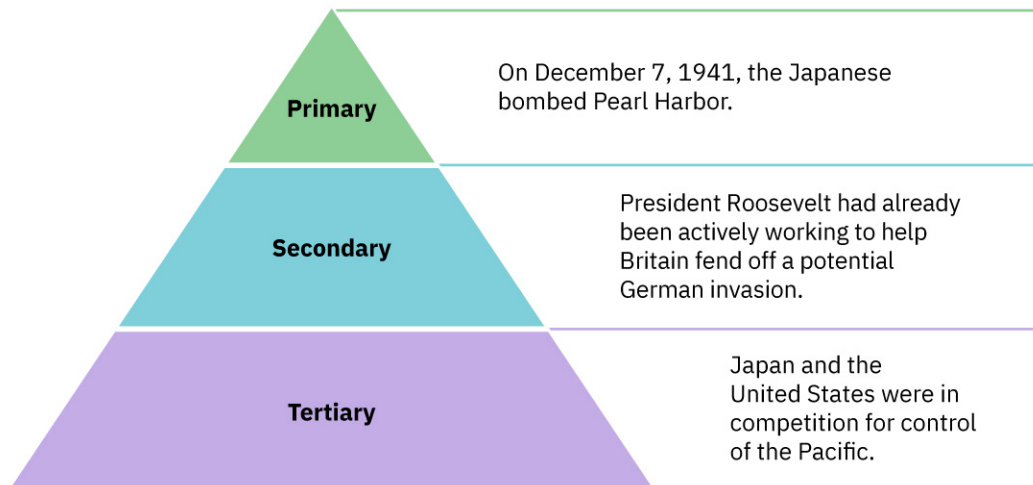 Primary
On December 7, 1941, the Japanese
bombed Pearl Harbor.
Secondary
President Roosevelt had already
been actively working to help
Britain fend off a potential
German invasion.
Tertiary
Japan and the
United States were in
competition for control
of the Pacific.